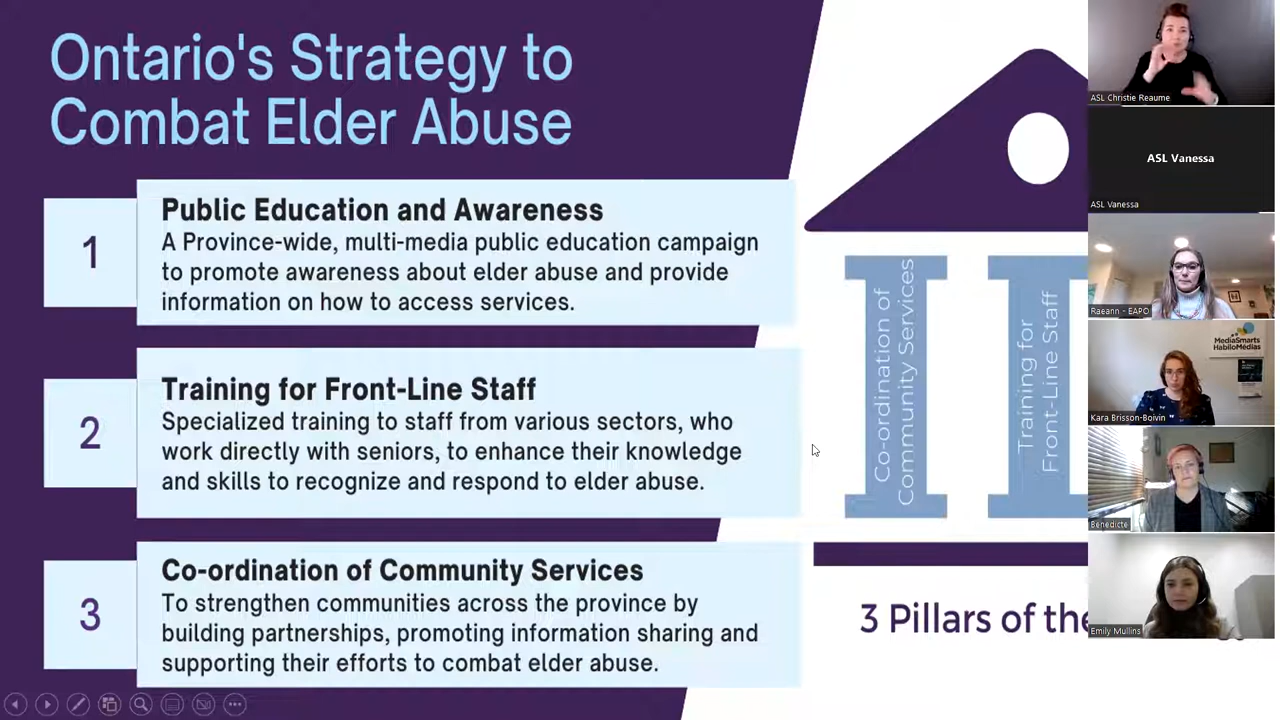 Ontario's Strategy to
Combat Elder Abuse
1
Public Education and Awareness
A Province-wide, multi-media public education campaign
to promote awareness about elder abuse and provide
information on how to access services.
2
Training for Front-Line Staff
Specialized training to staff from various sectors, who
work directly with seniors, to enhance their knowledge
and skills to recognize and respond to elder abuse.
3
Co-ordination of Community Services
To strengthen communities across the province by
building partnerships, promoting information sharing and
supporting their efforts to combat elder abuse.
Co-ordination of
Community Services
Training for
Front-Line Staff
3 Pillars of the
ASL Christie Reaume
ASL Vanessa
ASL Vanessa
Raeann - EAPO
MediaSmarts
HabiloMédias
Kara Brisson-Boivin
Benedicte
Emily Mullins